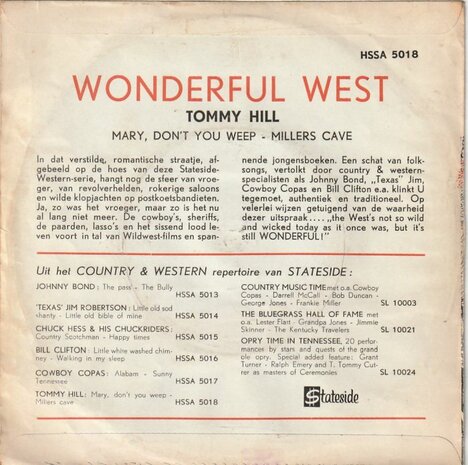 HSSA 5018
WONDERFUL WEST
TOMMY HILL
MARY, DON'T YOU WEEP - MILLERS CAVE
In dat verstilde, romantische straatje, af-
gebeeld op de hoes van deze Stateside-
Western-serie, hangt nog de sfeer van vroe-
ger, van revolverhelden, rokerige saloons
en wilde klopjachten op postkoetsbandieten.
Ja, zo was het vroeger, maar zo is het nu
al lang niet meer. De cowboy's, sheriffs,
de paarden, lasso's en het sissend lood le-
ven voort in tal van Wildwest-films en span-
nende jongensboeken. Een schat van folk-
songs, vertolkt door country & western-
specialisten als Johnny Bond, „Texas" Jim,
Cowboy Copas en Bill Clifton e.a. klinkt U
tegemoet, authentiek en traditioneel. Op
velerlei wijzen getuigend van de waarheid
dezer uitspraak.... „the West's not so wild
and wicked today as it once was, but it's
still WONDERFUL!"
Uit het COUNTRY & WESTERN repertoire van STATESIDE :
JOHNNY BOND : The pass' - The Bully
HSSA 5013
'TEXAS' JIM ROBERTSON : Little old sod
shanty - Little old bible of mine HSSA 5014
CHUCK HESS & HIS CHUCKRIDERS :
Country Scotchman - Happy times HSSA 5015
BILL CLIFTON : Little white washed chim-
ney - Walking in my sleep HSSA 5016
COWBOY COPAS : Alabam - Sunny
Tennessee HSSA 5017
TOMMY HILL : Mary, don't you weep -
Millers cave HSSA 5018
COUNTRY MUSIC TIME met o.a. Cowboy
Copas - Darrell McCall - Bob Duncan -
George Jones - Frankie Miller SL 10003
THE BLUEGRASS HALL OF FAME met
o.a. Lester Flatt - Grandpa Jones - Jimmie
Skinner - The Kentucky Travelers SL 10021
OPRY TIME IN TENNESSEE, 20 perfor-
mances by stars and guests of the grand
ole opry. Special added feature : Grant
Turner - Ralph Emery and T. Tommy Cut-
rer as masters of Ceremonies SL 10024
Stateside